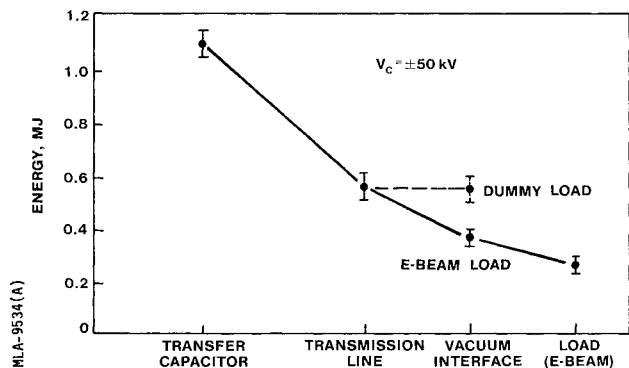 1.2
1.0
0.8
0.6
0.4
0.2
0
ENERGY, MJ
MLA-9534(A)
V_C = ±50 kV
DUMMY LOAD
E-BEAM LOAD
TRANSFER
CAPACITOR
TRANSMISSION
LINE
VACUUM
INTERFACE
LOAD
(E-BEAM)